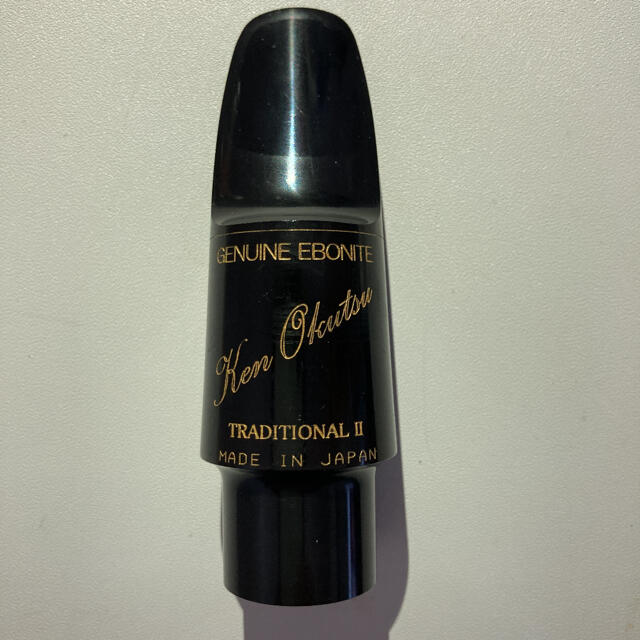 GENUINE EBONITE
Ken Okutsu
TRADITIONAL II
MADE IN JAPAN